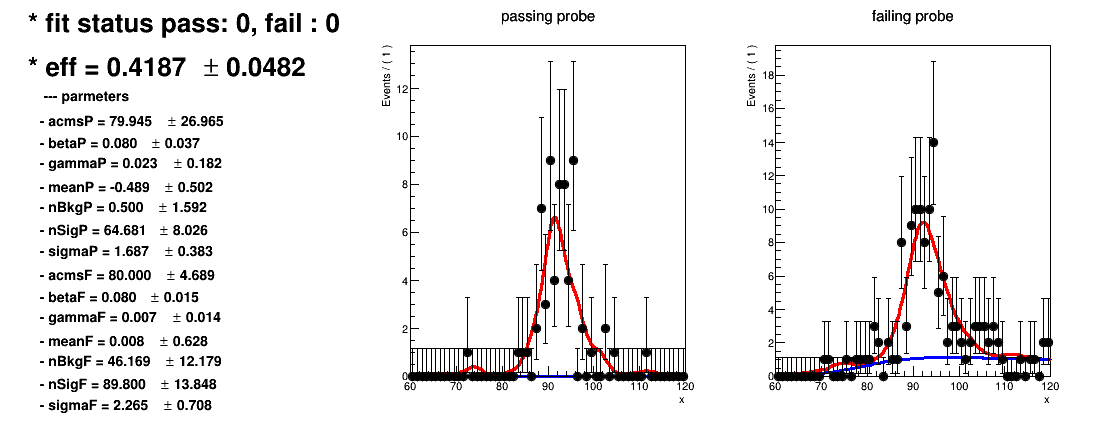 * fit status pass: 0, fail : 0
* eff = 0.4187 ± 0.0482
--- parmeters
- acmsP = 79.945 ± 26.965
- betaP = 0.080 ± 0.037
- gammaP = 0.023 ± 0.182
- meanP = -0.489 ± 0.502
- nBkgP = 0.500 ± 1.592
- nSigP = 64.681 ± 8.026
- sigmaP = 1.687 ± 0.383
- acmsF = 80.000 ± 4.689
- betaF = 0.080 ± 0.015
- gammaF = 0.007 ± 0.014
- meanF = 0.008 ± 0.628
- nBkgF = 46.169 ± 12.179
- nSigF = 89.800 ± 13.848
- sigmaF = 2.265 ± 0.708
passing probe
Events / ( 1 )
12
10
8
6
4
2
0
60 70 80 90 100 110 120
x
failing probe
Events / ( 1 )
18
16
14
12
10
8
6
4
2
0
60 70 80 90 100 110 120
x